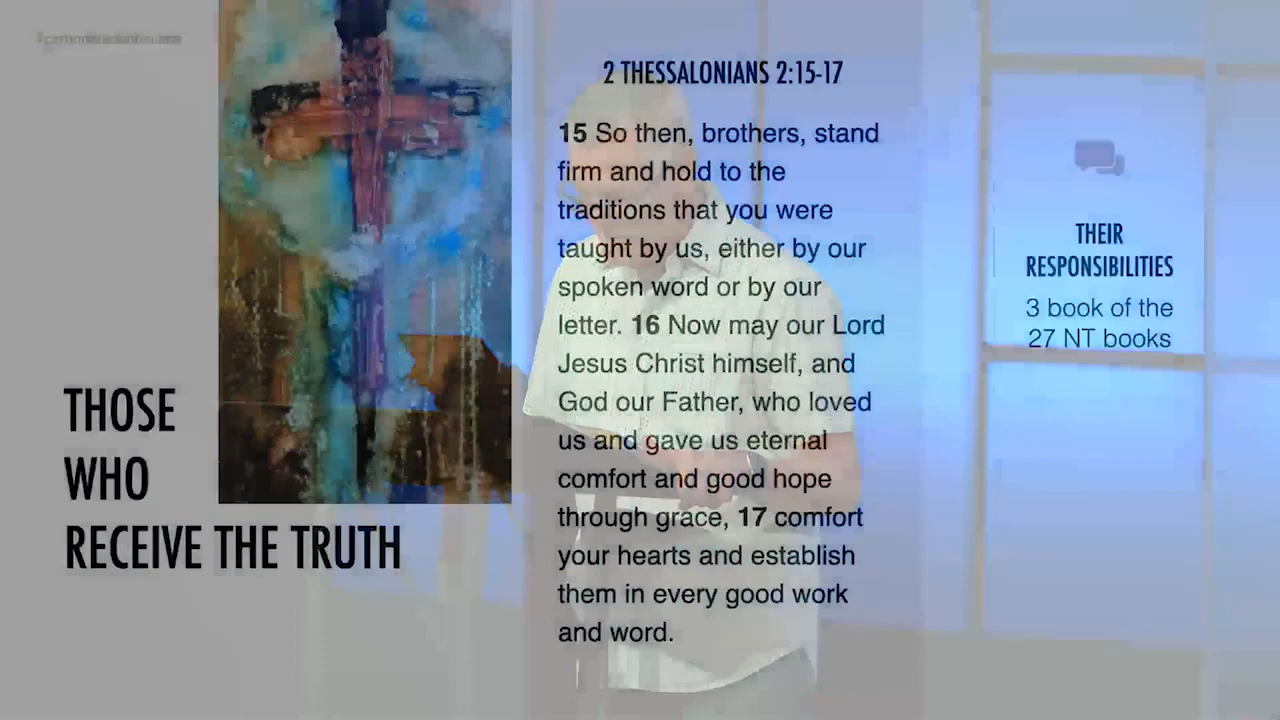 2 THESSALONIANS 2:15-17
15 So then, brothers, stand
firm and hold to the
traditions that you were
taught by us, either by our
spoken word or by our
letter. 16 Now may our Lord
Jesus Christ himself, and
God our Father, who loved
us and gave us eternal
comfort and good hope
through grace, 17 comfort
your hearts and establish
them in every good work
and word.
THEIR
RESPONSIBILITIES
3 book of the
27 NT books
THOSE
WHO
RECEIVE THE TRUTH